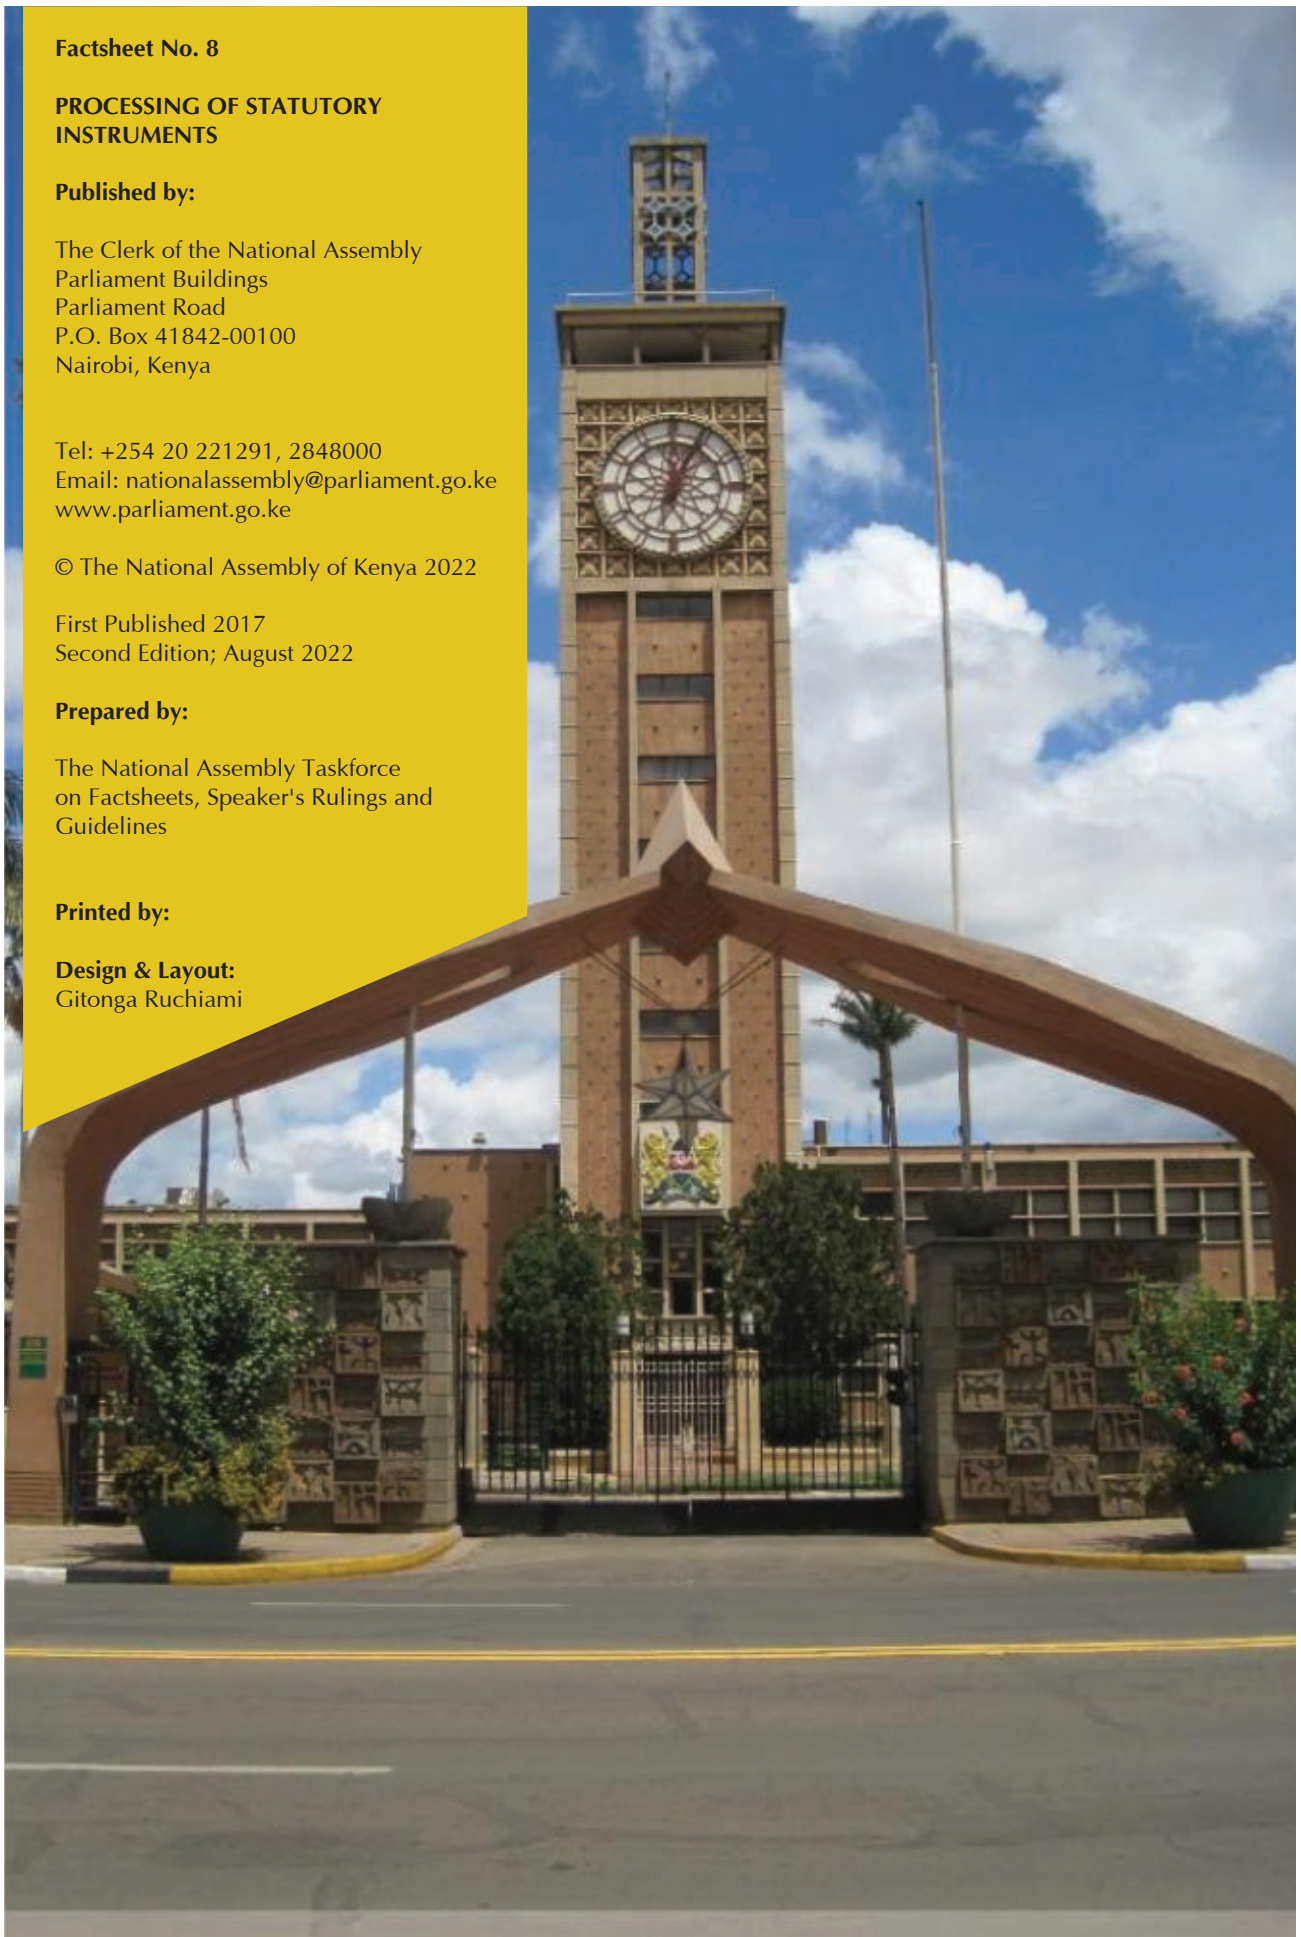 Factsheet No. 8
PROCESSING OF STATUTORY
INSTRUMENTS
Published by:
The Clerk of the National Assembly
Parliament Buildings
Parliament Road
P.O. Box 41842-00100
Nairobi, Kenya
Tel: +254 20 221291, 2848000
Email: nationalassembly@parliament.go.ke
www.parliament.go.ke
© The National Assembly of Kenya 2022
First Published 2017
Second Edition; August 2022
Prepared by:
The National Assembly Taskforce
on Factsheets, Speaker's Rulings and
Guidelines
Printed by:
Design & Layout:
Gitonga Ruchiami